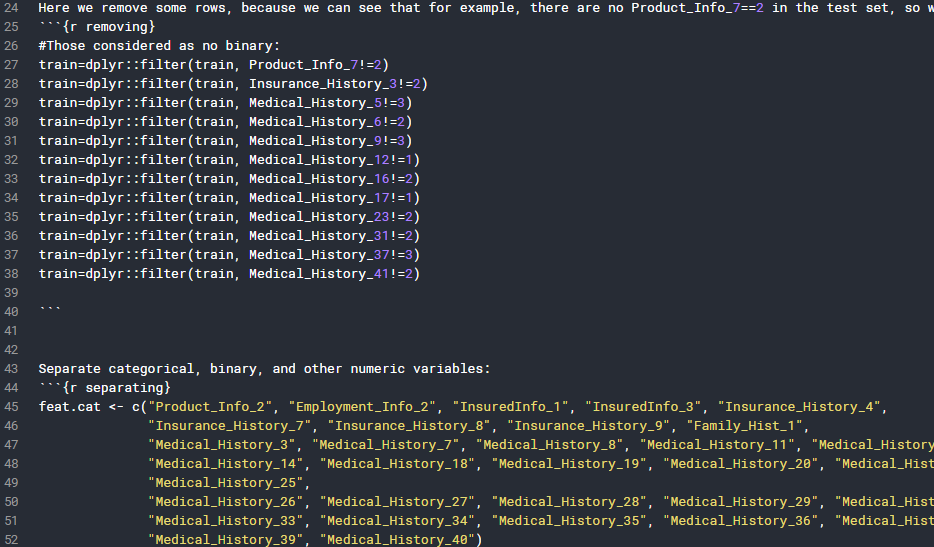 24 Here we remove some rows, because we can see that for example, there are no Product_Info_7==2 in the test set, so w
25 ```{r removing}
26 #Those considered as no binary:
27 train=dplyr::filter(train, Product_Info_7!=2)
28 train=dplyr::filter(train, Insurance_History_3!=2)
29 train=dplyr::filter(train, Medical_History_5!=3)
30 train=dplyr::filter(train, Medical_History_6!=2)
31 train=dplyr::filter(train, Medical_History_9!=3)
32 train=dplyr::filter(train, Medical_History_12!=1)
33 train=dplyr::filter(train, Medical_History_16!=2)
34 train=dplyr::filter(train, Medical_History_17!=1)
35 train=dplyr::filter(train, Medical_History_23!=2)
36 train=dplyr::filter(train, Medical_History_31!=2)
37 train=dplyr::filter(train, Medical_History_37!=3)
38 train=dplyr::filter(train, Medical_History_41!=2)
39
40 ```
41
42
43 Separate categorical, binary, and other numeric variables:
44 ```{r separating}
45 feat.cat <- c("Product_Info_2", "Employment_Info_2", "InsuredInfo_1", "InsuredInfo_3", "Insurance_History_4",
46 "Insurance_History_7", "Insurance_History_8", "Insurance_History_9", "Family_Hist_1",
47 "Medical_History_3", "Medical_History_7", "Medical_History_8", "Medical_History_11", "Medical_History
48 "Medical_History_14", "Medical_History_18", "Medical_History_19", "Medical_History_20", "Medical_Hist
49 "Medical_History_25",
50 "Medical_History_26", "Medical_History_27", "Medical_History_28", "Medical_History_29", "Medical_Hist
51 "Medical_History_33", "Medical_History_34", "Medical_History_35", "Medical_History_36", "Medical_Hist
52 "Medical_History_39", "Medical_History_40")